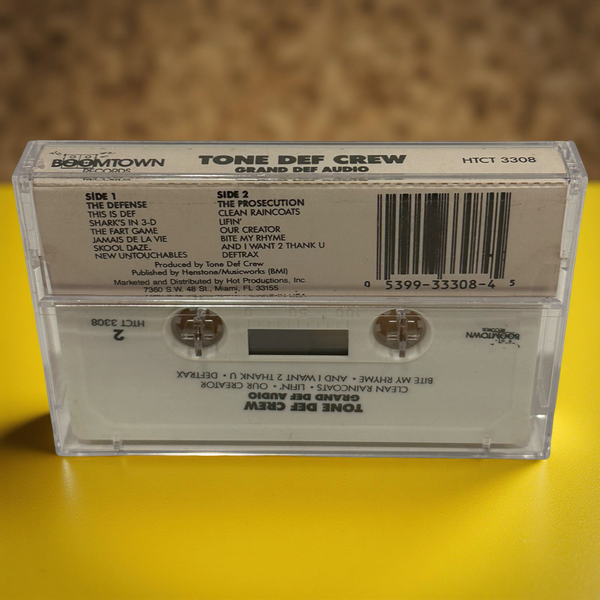 BOOMTOWN
RECORDS
TONE DEF CREW
GRAND DEF AUDIO
HTCT 3308
SIDE 1
THE DEFENSE
THIS IS DEF
SHARK'S IN 3-D
THE FART GAME
JAMAIS DE LA VIE
SKOOL DAZE..
NEW UNTOUCHABLES
SIDE 2
THE PROSECUTION
CLEAN RAINCOATS
LIFIN'
OUR CREATOR
BITE MY RHYME
AND I WANT 2 THANK U
DEFTRAX
Produced by Tone Def Crew
Published by Henstone/Musicworks (BMI)
Marketed and Distributed by Hot Productions, Inc.
7360 S.W. 48 St., Miami, FL 33155
0 5399-33308-4 5
TONE DEF CREW
GRAND DEF AUDIO
CLEAN RAINCOATS • LIFIN' • OUR CREATOR •
BITE MY RHYME • AND I WANT 2 THANK U • DEFTRAX
BOOMTOWN
RECORDS
2
HTCT 3308